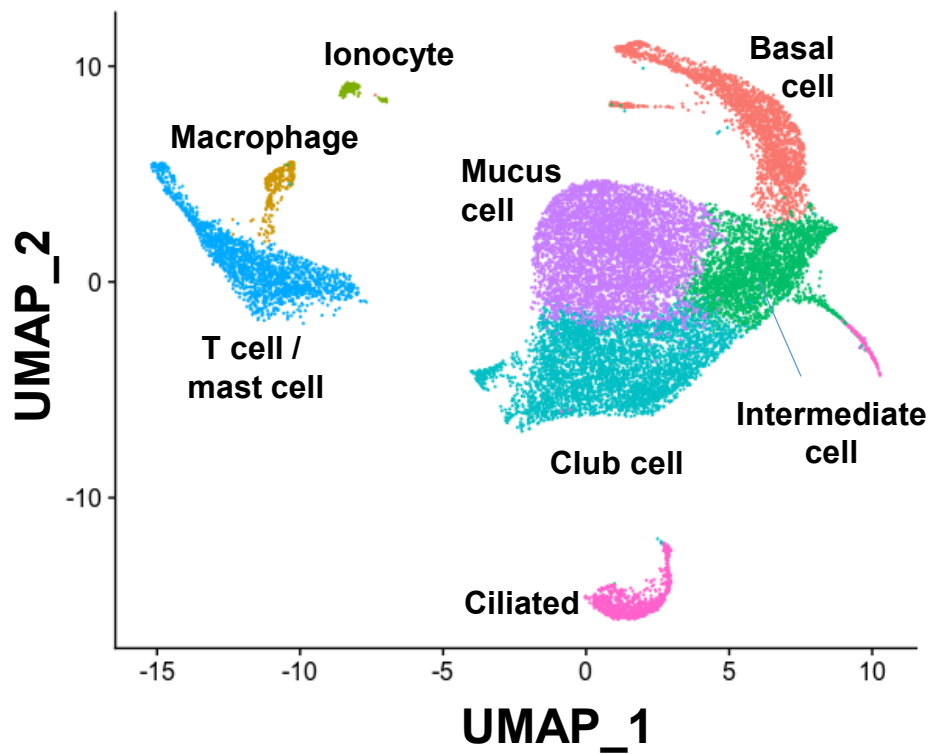 Ionocyte
Basal
cell
Macrophage
Mucus
cell
T cell /
mast cell
Intermediate
cell
Club cell
Ciliated
UMAP_2
10
0
-10
-15
-10
-5
0
5
10
UMAP_1